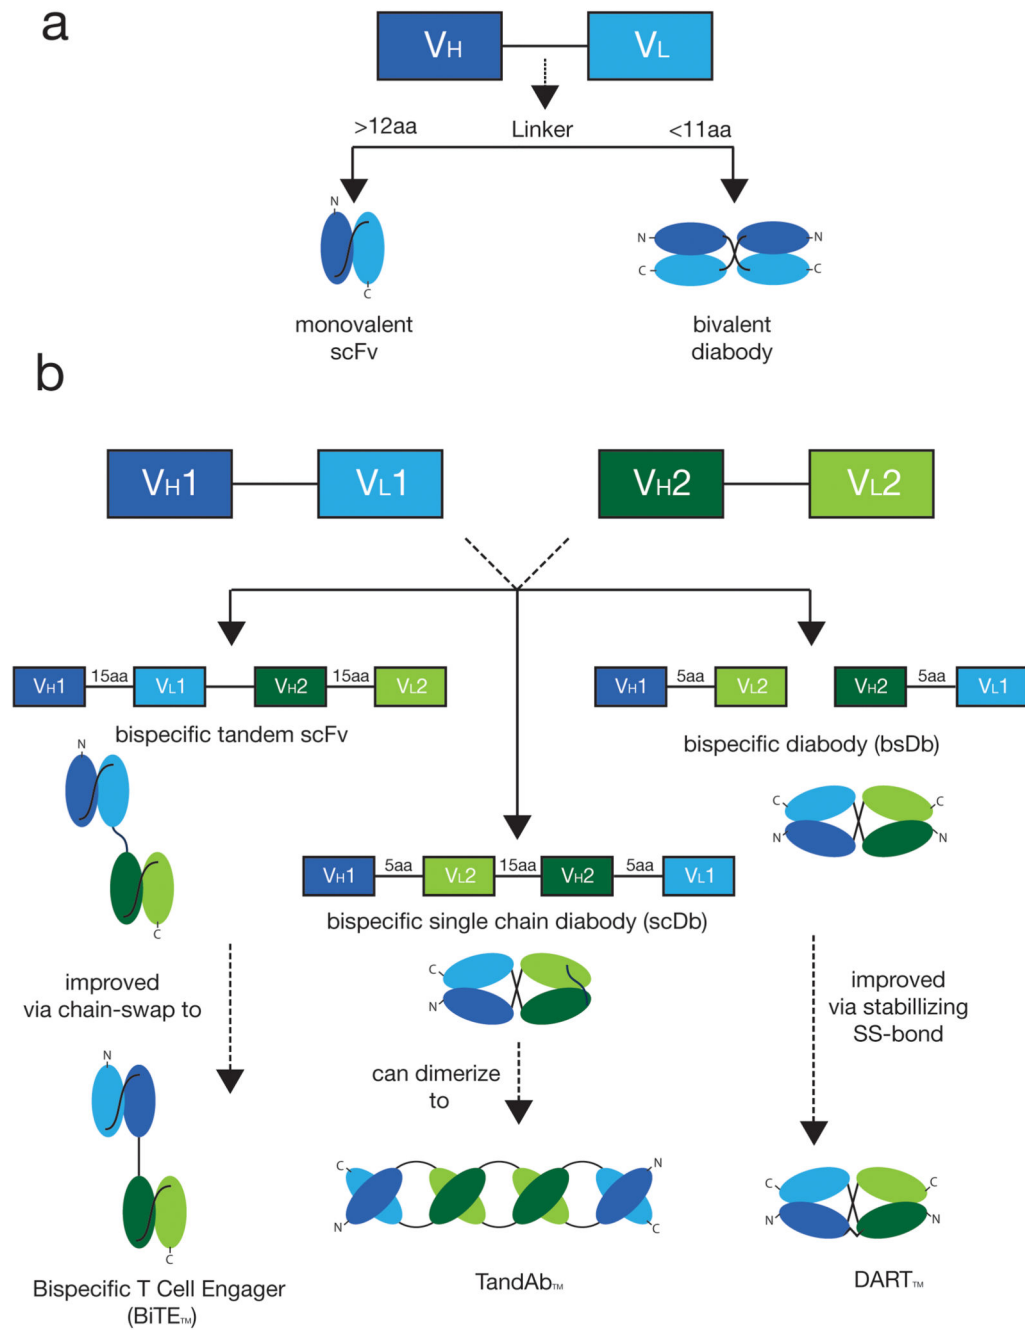 a
VH VL
>12aa Linker <11aa
N
C
N N
C C
monovalent
scFv
bivalent
diabody
b
VH1 VL1 VH2 VL2
VH1 15aa VL1 VH2 15aa VL2
bispecific tandem scFv
VH1 5aa VL2 VH2 5aa VL1
bispecific diabody (bsDb)
N
C
C C
N N
VH1 5aa VL2 15aa VH2 5aa VL1
bispecific single chain diabody (scDb)
C
N
improved
via chain-swap to
can dimerize
to
improved
via stabillizing
SS-bond
N
C
Bispecific T Cell Engager
(BiTE™)
C N
N C
TandAb™
C C
N N
DART™